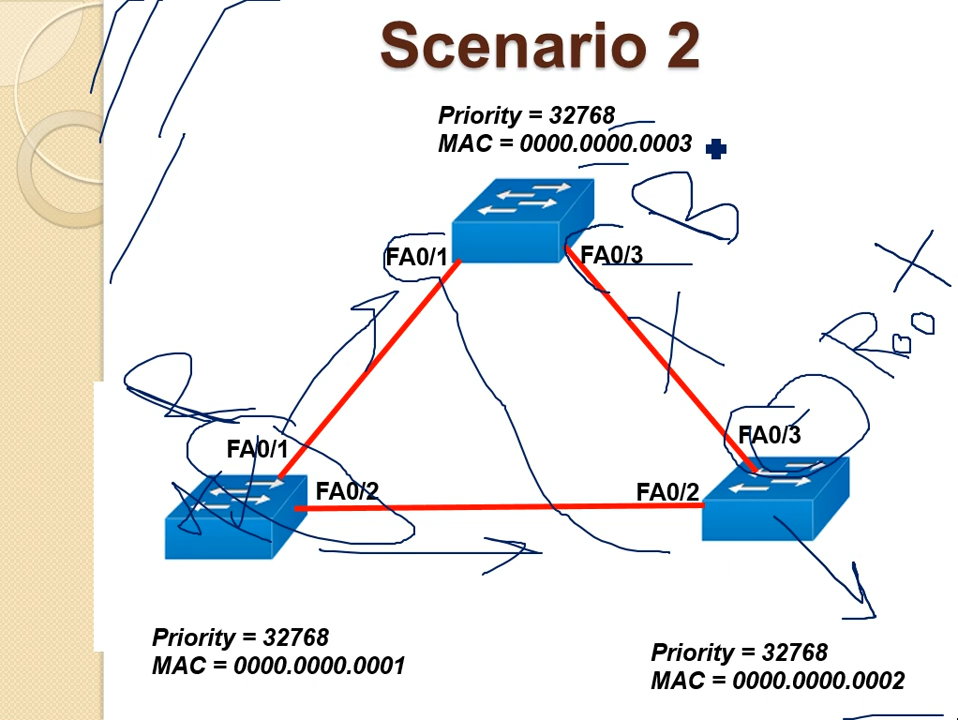 Scenario 2
Priority = 32768
MAC = 0000.0000.0003
FA0/1
FA0/3
FA0/1
FA0/3
FA0/2
FA0/2
Priority = 32768
MAC = 0000.0000.0001
Priority = 32768
MAC = 0000.0000.0002